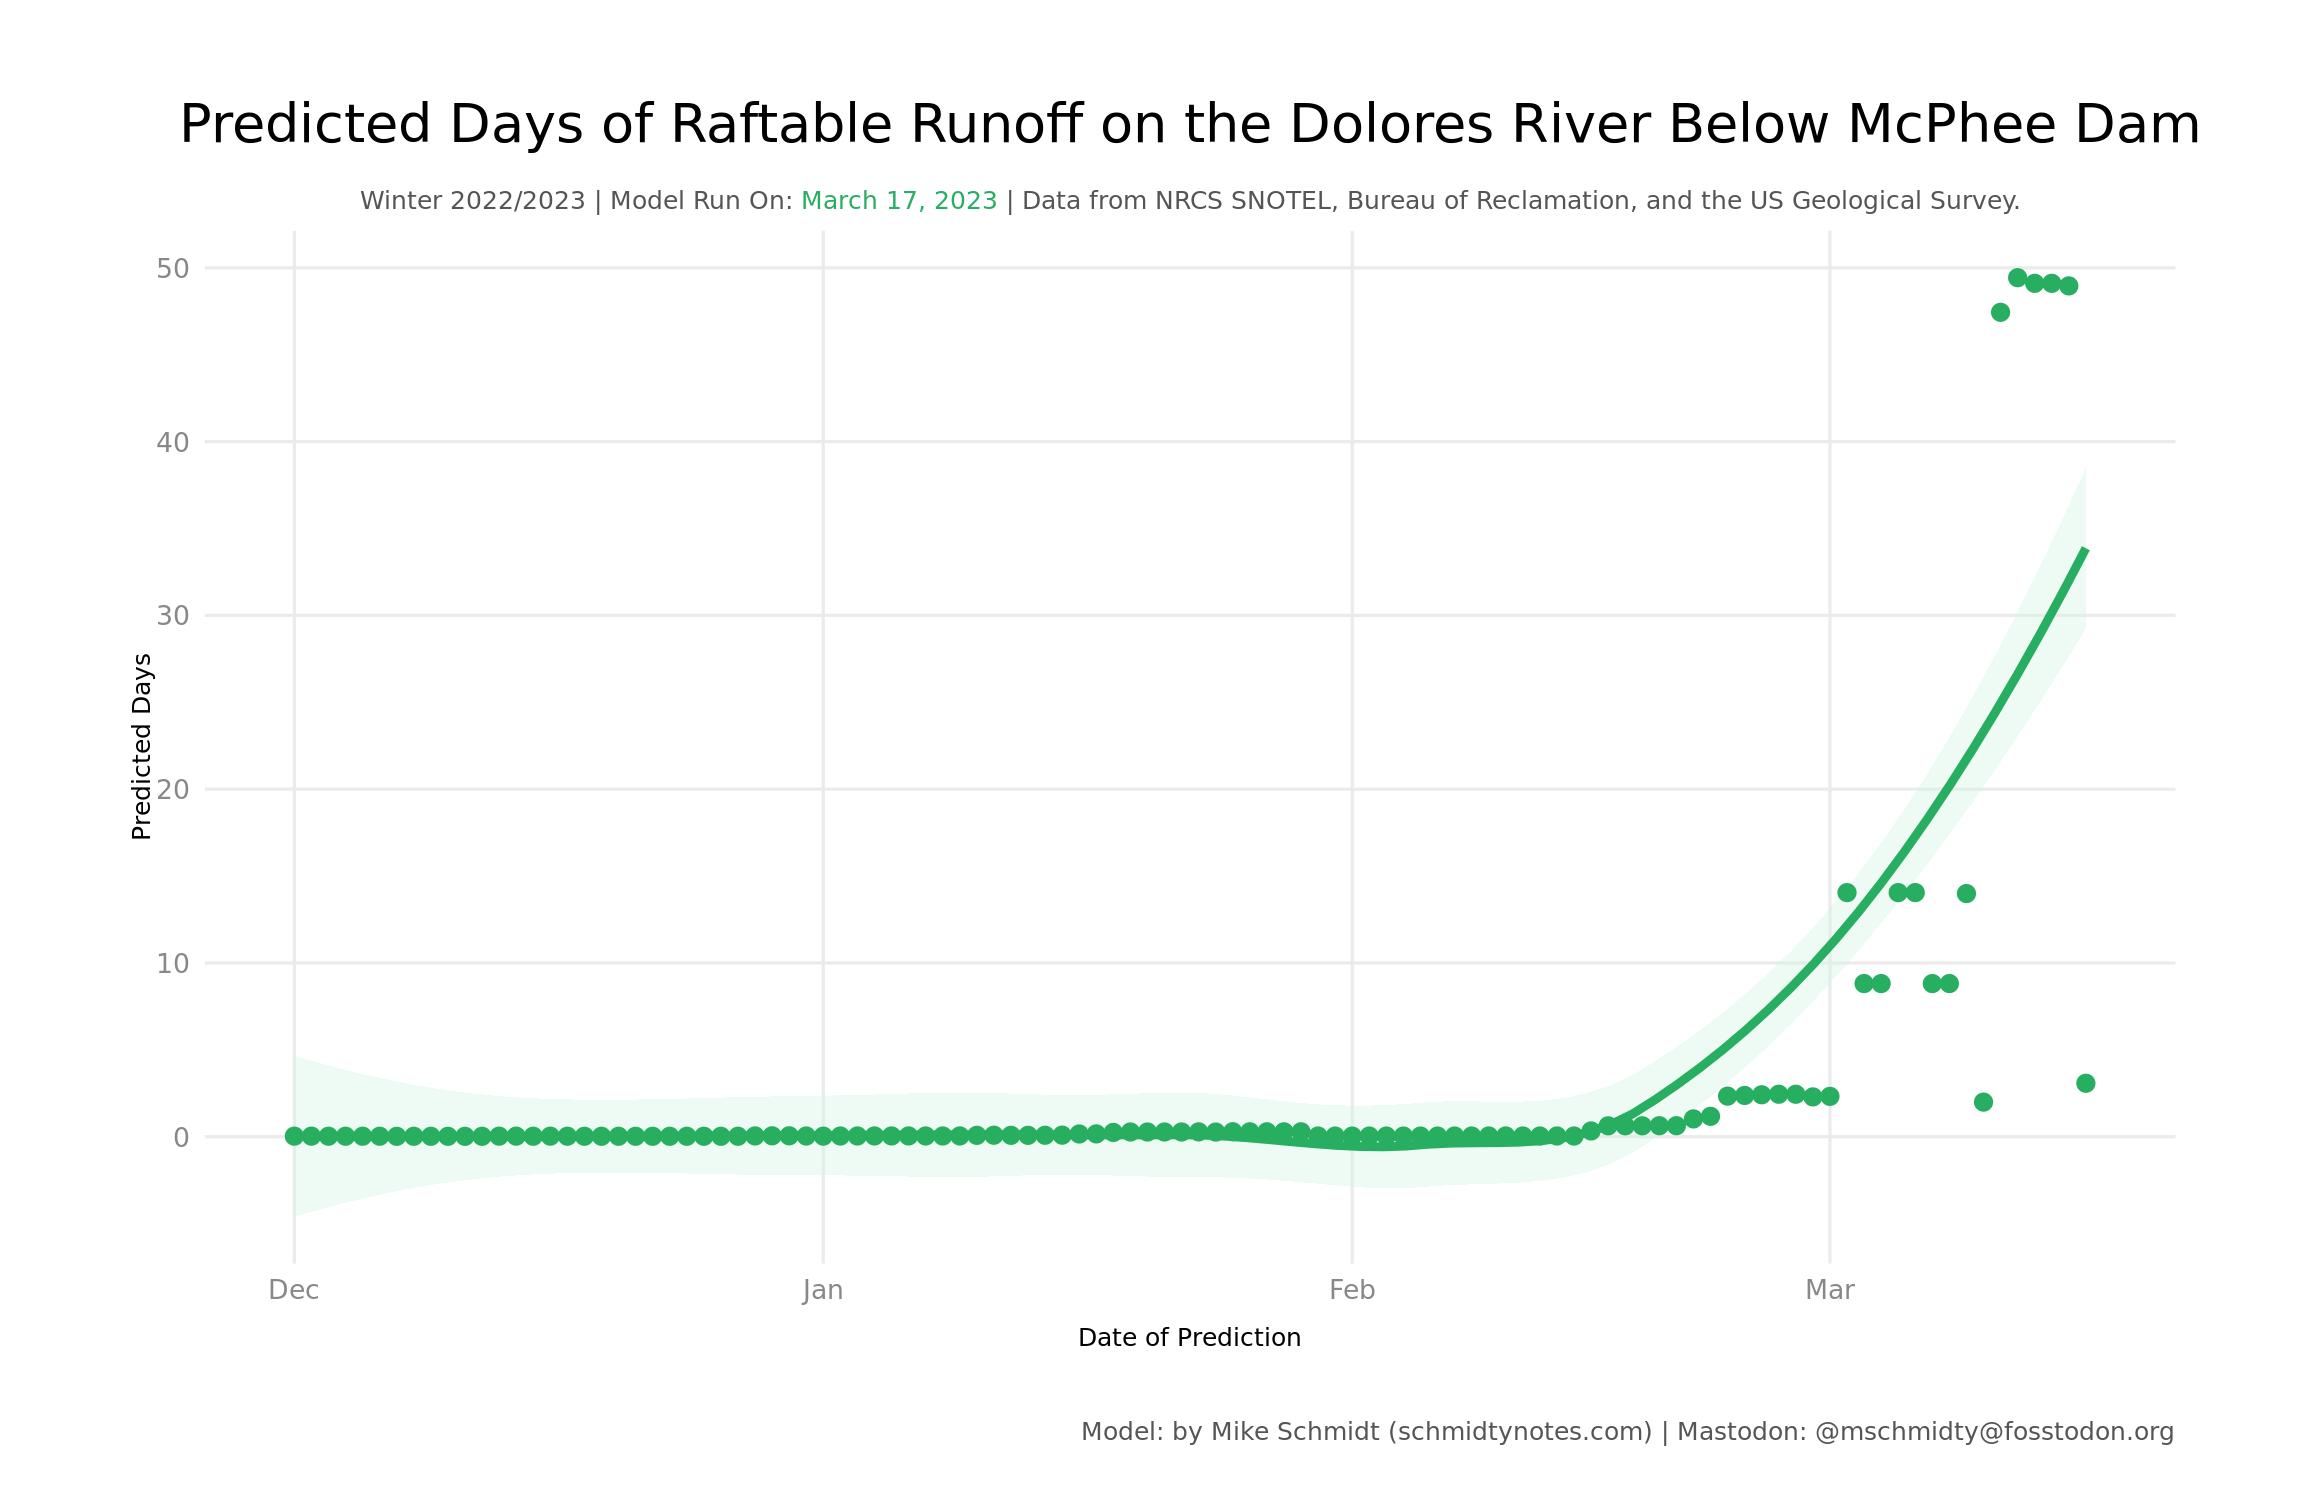 Predicted Days of Raftable Runoff on the Dolores River Below McPhee Dam
Winter 2022/2023 | Model Run On: March 17, 2023 | Data from NRCS SNOTEL, Bureau of Reclamation, and the US Geological Survey.
50
40
30
20
10
0
Predicted Days
Dec Jan Feb Mar
Date of Prediction
Model: by Mike Schmidt (schmidtynotes.com) | Mastodon: @mschmidty@fosstodon.org